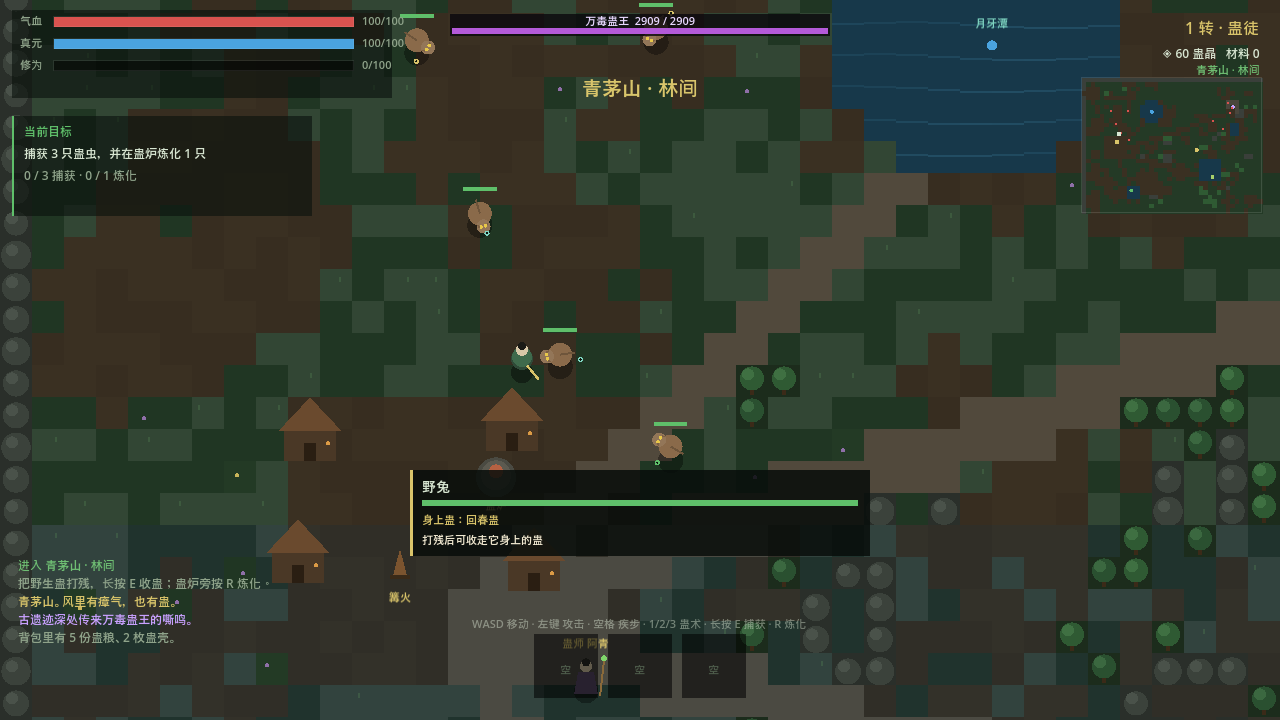 气血 100/100
真元 100/100
修为 0/100
万毒蛊王 2909 / 2909
青茅山 · 林间
月牙潭
1 转 · 蛊徒
◈ 60 蛊晶 材料 0
青茅山 · 林间
当前目标
捕获 3 只蛊虫，并在蛊炉炼化 1 只
0 / 3 捕获 · 0 / 1 炼化
野兔
身上蛊：回春蛊
打残后可收走它身上的蛊
篝火
进入 青茅山 · 林间
把野生蛊打残，长按 E 收蛊；蛊炉旁按 R 炼化。
青茅山。风里有瘴气，也有蛊。
古遗迹深处传来万毒蛊王的嘶鸣。
背包里有 5 份蛊粮、2 枚蛊壳。
WASD 移动 · 左键 攻击 · 空格 疾步 · 1/2/3 蛊术 · 长按 E 捕获 · R 炼化
蛊师 阿青
空 空 空